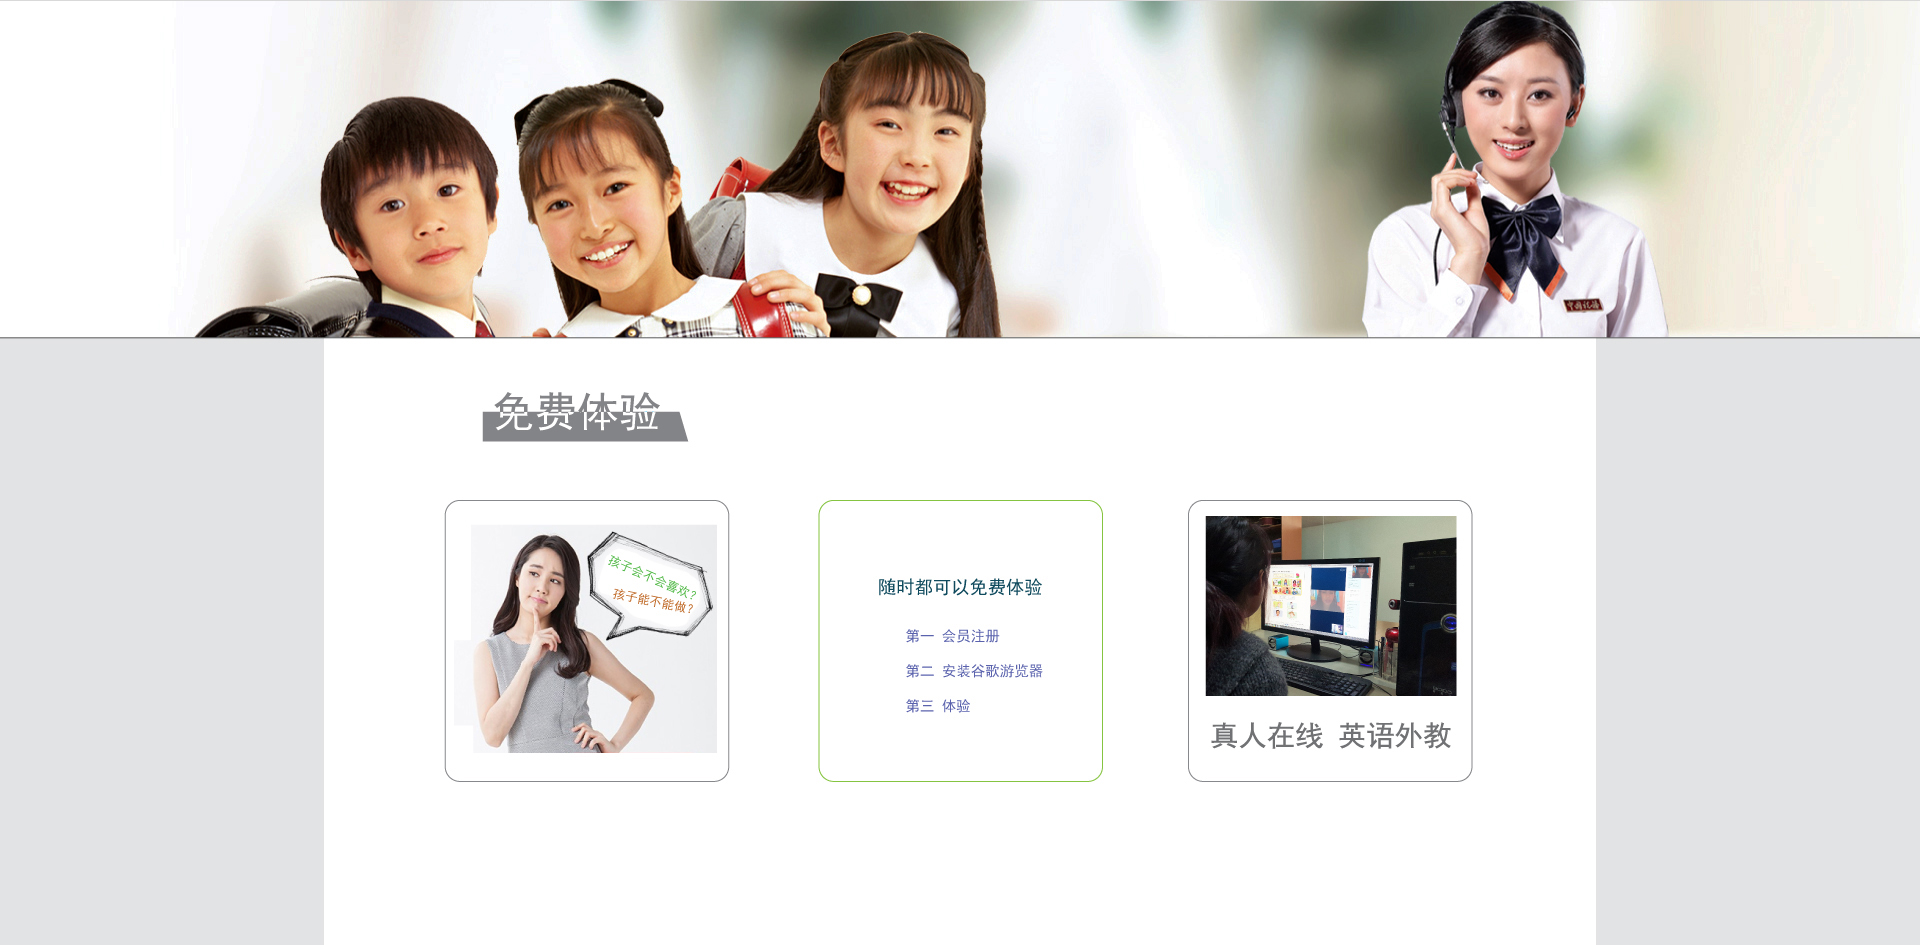 免费体验
孩子会不会喜欢？
孩子能不能做？
随时都可以免费体验
第一 会员注册
第二 安装谷歌游览器
第三 体验
真人在线 英语外教